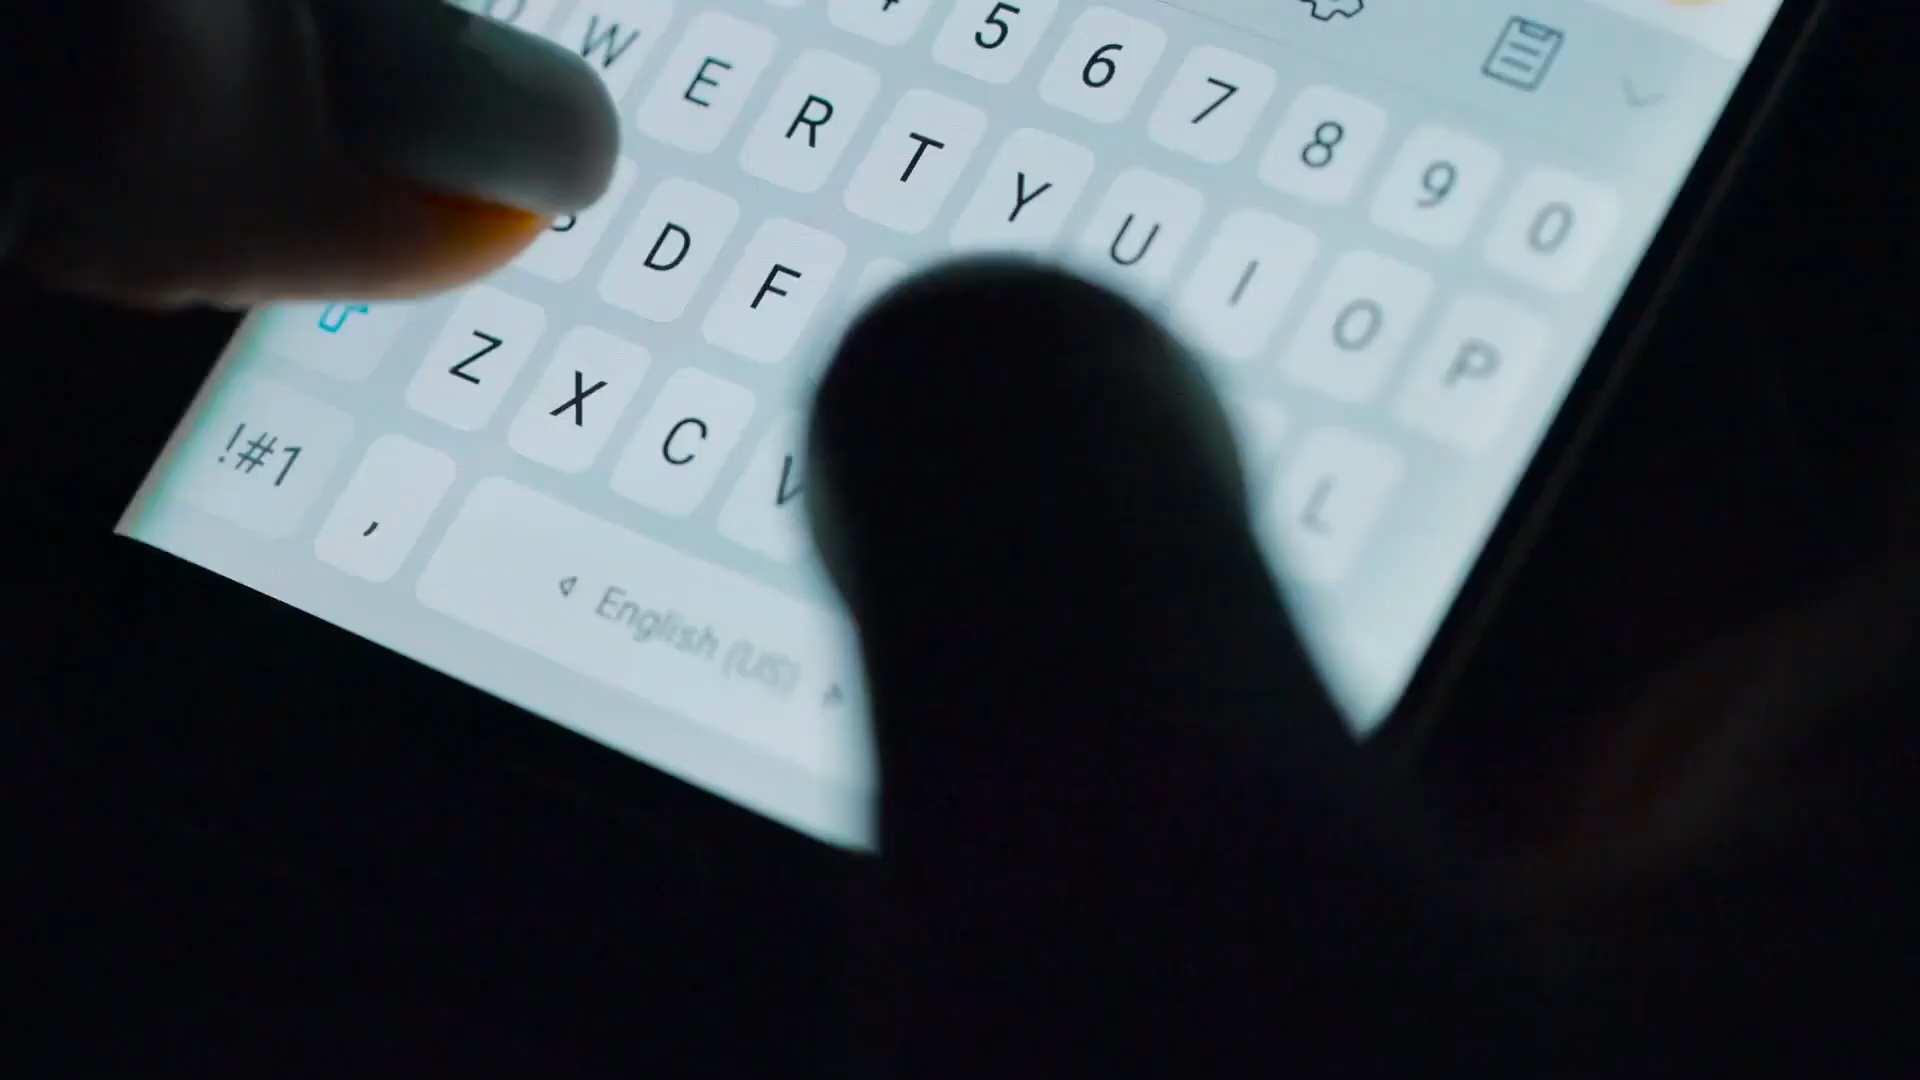 5 6 7 8 9 0
W E R T Y U I O P
D F L
Z X C V
!#1 , English (US)